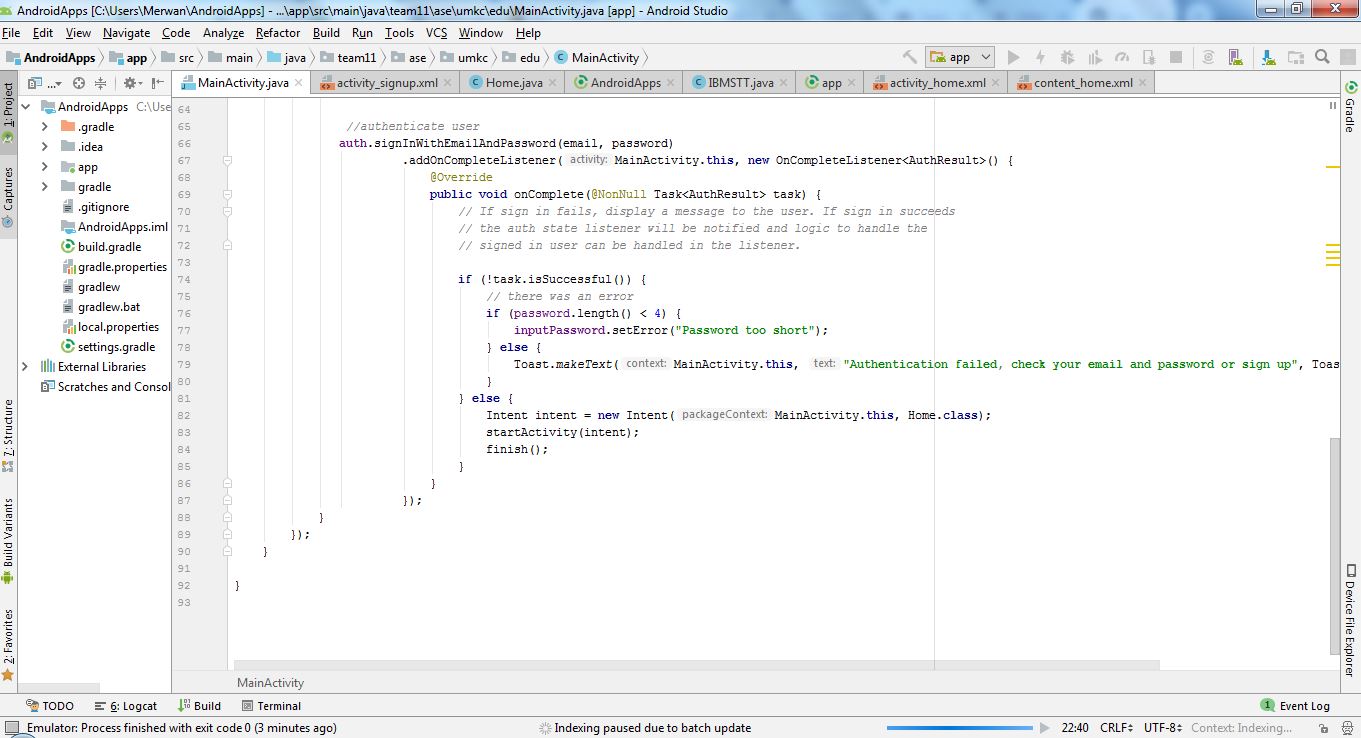 AndroidApps [C:\Users\Merwan\AndroidApps] - ...\app\src\main\java\team11\ase\umkc\edu\MainActivity.java [app] - Android Studio
File Edit View Navigate Code Analyze Refactor Build Run Tools VCS Window Help
AndroidApps app src main java team11 ase umkc edu MainActivity app
MainActivity.java activity_signup.xml Home.java AndroidApps IBMSTT.java app activity_home.xml content_home.xml
1: Project
Captures
7: Structure
Build Variants
2: Favorites
...
AndroidApps C:\Use
.gradle
.idea
app
gradle
.gitignore
AndroidApps.iml
build.gradle
gradle.properties
gradlew
gradlew.bat
local.properties
settings.gradle
External Libraries
Scratches and Consol
64
65 //authenticate user
66 auth.signInWithEmailAndPassword(email, password)
67 .addOnCompleteListener( activity: MainActivity.this, new OnCompleteListener<AuthResult>() {
68 @Override
69 public void onComplete(@NonNull Task<AuthResult> task) {
70 // If sign in fails, display a message to the user. If sign in succeeds
71 // the auth state listener will be notified and logic to handle the
72 // signed in user can be handled in the listener.
73
74 if (!task.isSuccessful()) {
75 // there was an error
76 if (password.length() < 4) {
77 inputPassword.setError("Password too short");
78 } else {
79 Toast.makeText( context: MainActivity.this, text: "Authentication failed, check your email and password or sign up", Toas
80 }
81 } else {
82 Intent intent = new Intent( packageContext: MainActivity.this, Home.class);
83 startActivity(intent);
84 finish();
85 }
86 }
87 });
88 }
89 });
90 }
91
92 }
93
MainActivity
Gradle
Device File Explorer
TODO 6: Logcat Build Terminal 1 Event Log
Emulator: Process finished with exit code 0 (3 minutes ago) Indexing paused due to batch update 22:40 CRLF UTF-8 Context: Indexing...